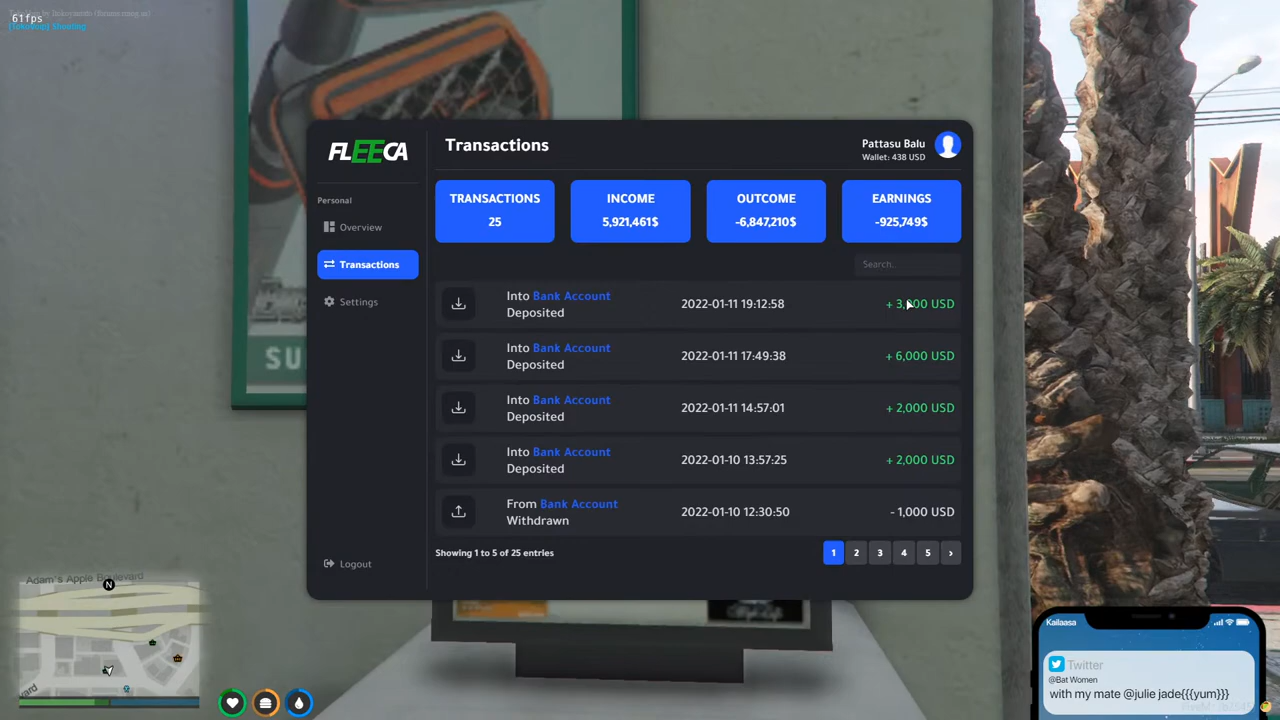 61fps
[Tokovoip] Shooting
FLEECA
Transactions
Pattasu Balu
Wallet: 438 USD
Personal
Overview
Transactions
Settings
Logout
TRANSACTIONS
25
INCOME
5,921,461$
OUTCOME
-6,847,210$
EARNINGS
-925,749$
Search.
Into Bank Account
Deposited
2022-01-11 19:12:58
Into Bank Account
Deposited
2022-01-11 17:49:38
+ 6,000 USD
Into Bank Account
Deposited
2022-01-11 14:57:01
+ 2,000 USD
Into Bank Account
Deposited
2022-01-10 13:57:25
+ 2,000 USD
From Bank Account
Withdrawn
2022-01-10 12:30:50
- 1,000 USD
Showing 1 to 5 of 25 entries
1 2 3 4 5 ›
SU
Adam's Apple Boulevard
N
vard
Kailaasa
Twitter
@Bat Women
with my mate @julie jade{{{yum}}}